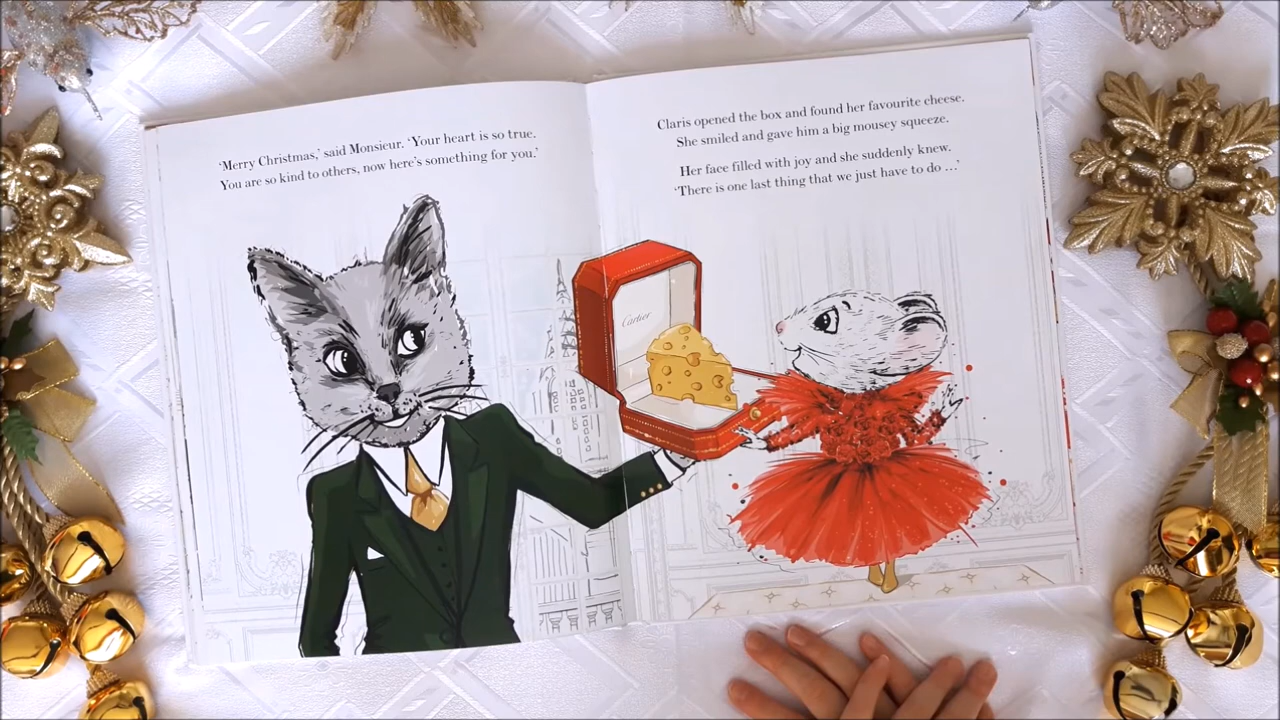 ‘Merry Christmas,’ said Monsieur. ‘Your heart is so true.
You are so kind to others, now here’s something for you.’
Claris opened the box and found her favourite cheese.
She smiled and gave him a big mousey squeeze.
Her face filled with joy and she suddenly knew.
‘There is one last thing that we just have to do …’
Cartier